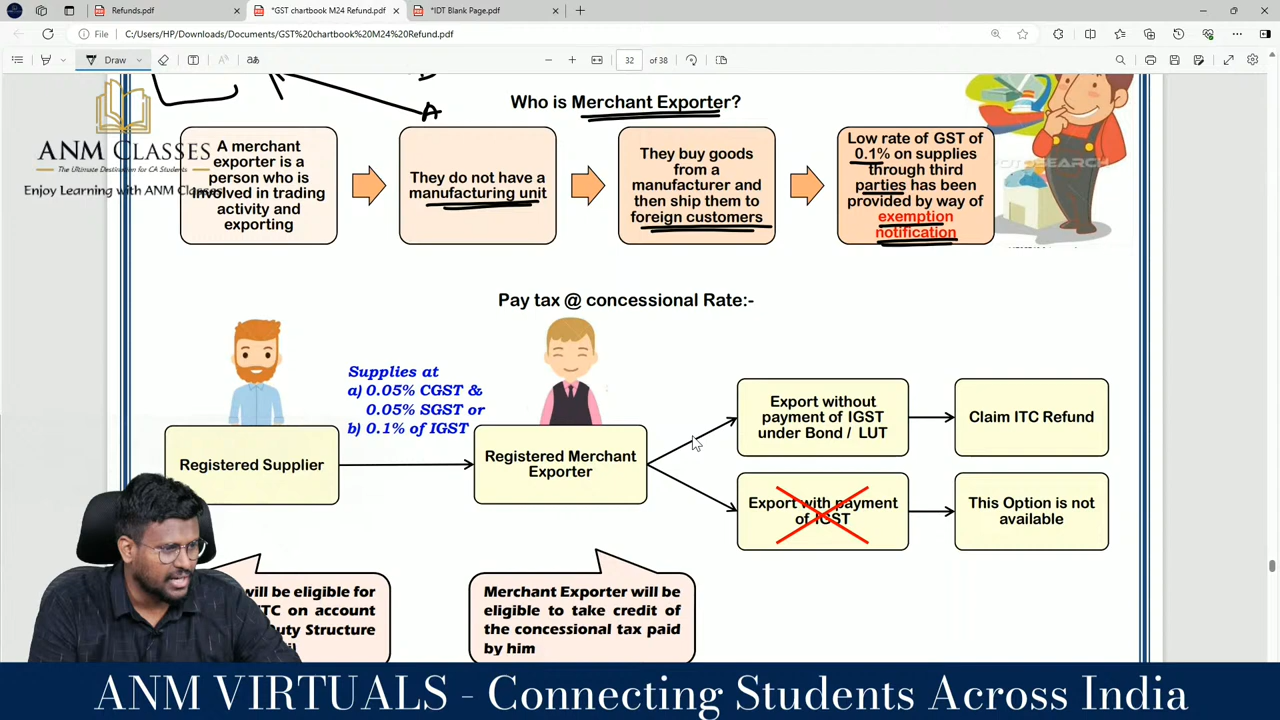 Refunds.pdf
*GST chartbook M24 Refund.pdf
*IDT Blank Page.pdf
File
C:/Users/HP/Downloads/Documents/GST%20chartbook%20M24%20Refund.pdf
Draw
32 of 38
Who is Merchant Exporter?
A
ANM CLASSES
The Ultimate Destination for CA Students
Enjoy Learning with ANM Classes
A merchant
exporter is a
person who is
involved in trading
activity and
exporting
They do not have a
manufacturing unit
They buy goods
from a
manufacturer and
then ship them to
foreign customers
Low rate of GST of
0.1% on supplies
through third
parties has been
provided by way of
exemption
notification
Pay tax @ concessional Rate:-
Supplies at
a) 0.05% CGST &
0.05% SGST or
b) 0.1% of IGST
Registered Supplier
Registered Merchant
Exporter
Export without
payment of IGST
under Bond / LUT
Claim ITC Refund
Export with payment
of IGST
This Option is not
available
will be eligible for
ITC on account
Duty Structure
Merchant Exporter will be
eligible to take credit of
the concessional tax paid
by him
ANM VIRTUALS - Connecting Students Across India